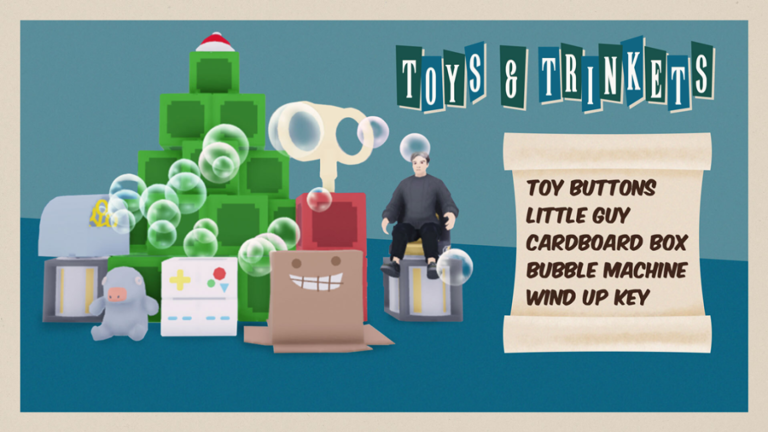 TOYS & TRINKETS
TOY BUTTONS
LITTLE GUY
CARDBOARD BOX
BUBBLE MACHINE
WIND UP KEY